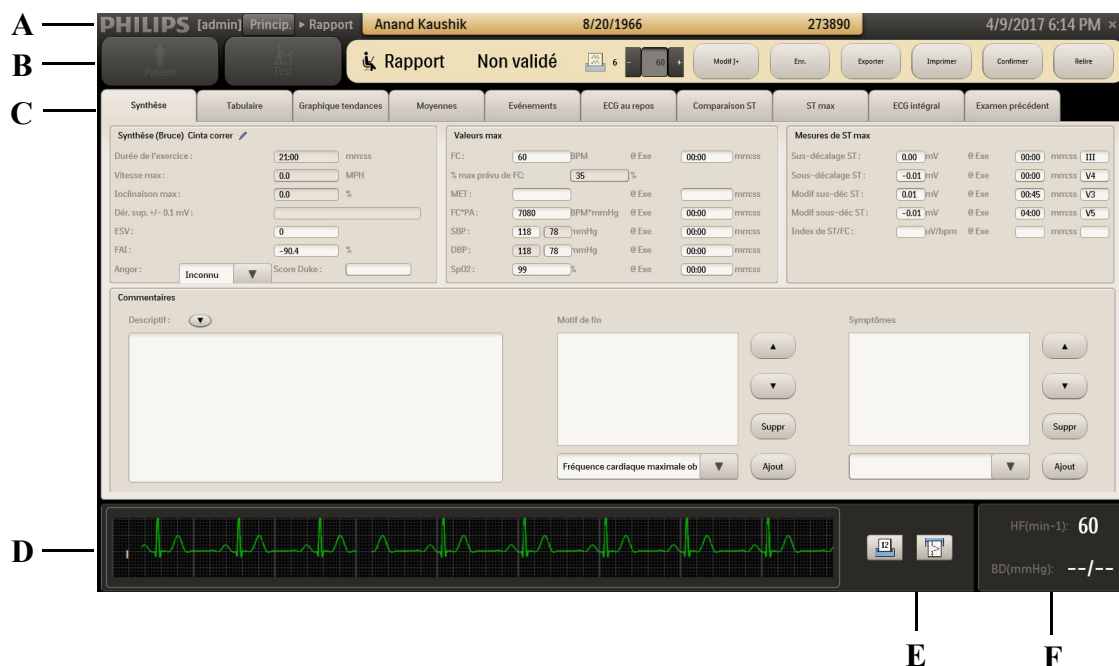 A
PHILIPS [admin] Princip. ► Rapport Anand Kaushik 8/20/1966 273890 4/9/2017 6:14 PM ×
B
Patient Test Rapport Non validé 6 - 60 + Modif J+ Enr. Exporter Imprimer Confirmer Relire
C
Synthèse Tabulaire Graphique tendances Moyennes Evénements ECG au repos Comparaison ST ST max ECG intégral Examen précédent
Synthèse (Bruce) Cinta correr
Durée de l'exercice : 21:00 mm:ss
Vitesse max : 0.0 MPH
Inclinaison max : 0.0 %
Dér. sup. +/- 0.1 mV :
ESV : 0
FAI : -90.4 %
Angor : Inconnu ▼ Score Duke :
Valeurs max
FC : 60 BPM @ Exe 00:00 mm:ss
% max prévu de FC: 35 %
MET : @ Exe mm:ss
FC*PA : 7080 BPM*mmHg @ Exe 00:00 mm:ss
SBP : 118 78 mmHg @ Exe 00:00 mm:ss
DBP : 118 78 mmHg @ Exe 00:00 mm:ss
SpO2 : 99 % @ Exe 00:00 mm:ss
Mesures de ST max
Sus-décalage ST : 0.00 mV @ Exe 00:00 mm:ss III
Sous-décalage ST : -0.01 mV @ Exe 00:00 mm:ss V4
Modif sus-déc ST : 0.01 mV @ Exe 00:45 mm:ss V3
Modif sous-déc ST : -0.01 mV @ Exe 04:00 mm:ss V5
Index de ST/FC : uV/bpm @ Exe mm:ss
Commentaires
Descriptif : ▼
Motif de fin
▲
▼
Suppr
Fréquence cardiaque maximale ob ▼ Ajout
Symptômes
▲
▼
Suppr
▼ Ajout
D
I
12
HF(min-1): 60
BD(mmHg): --/--
E
F